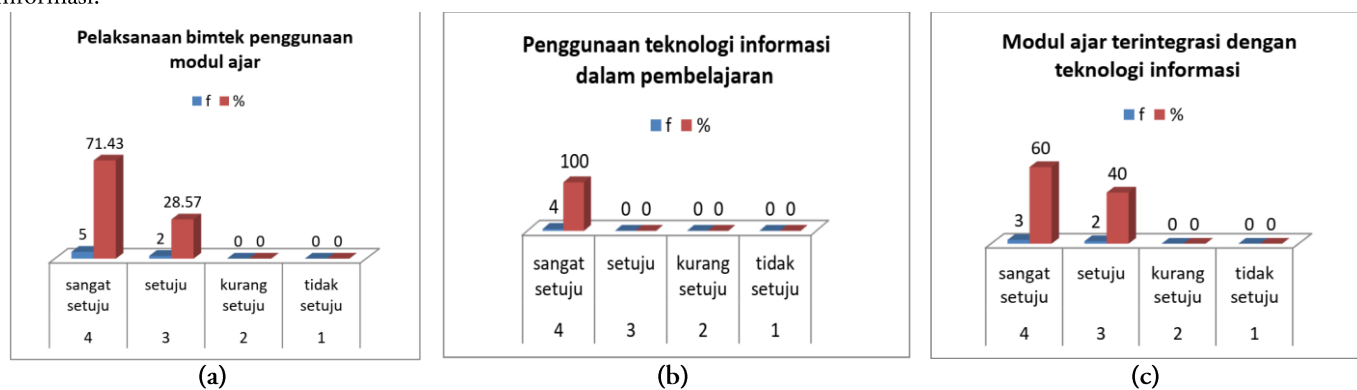 informasi.
Pelaksanaan bimtek penggunaan
modul ajar
f %
71.43
28.57
5
2
0 0
0 0
sangat setuju kurang tidak
setuju setuju setuju
4 3 2 1
(a)
Penggunaan teknologi informasi
dalam pembelajaran
f %
100
4
0 0
0 0
0 0
sangat setuju kurang tidak
setuju setuju setuju
4 3 2 1
(b)
Modul ajar terintegrasi dengan
teknologi informasi
f %
60
40
3
2
0 0
0 0
sangat setuju kurang tidak
setuju setuju setuju
4 3 2 1
(c)